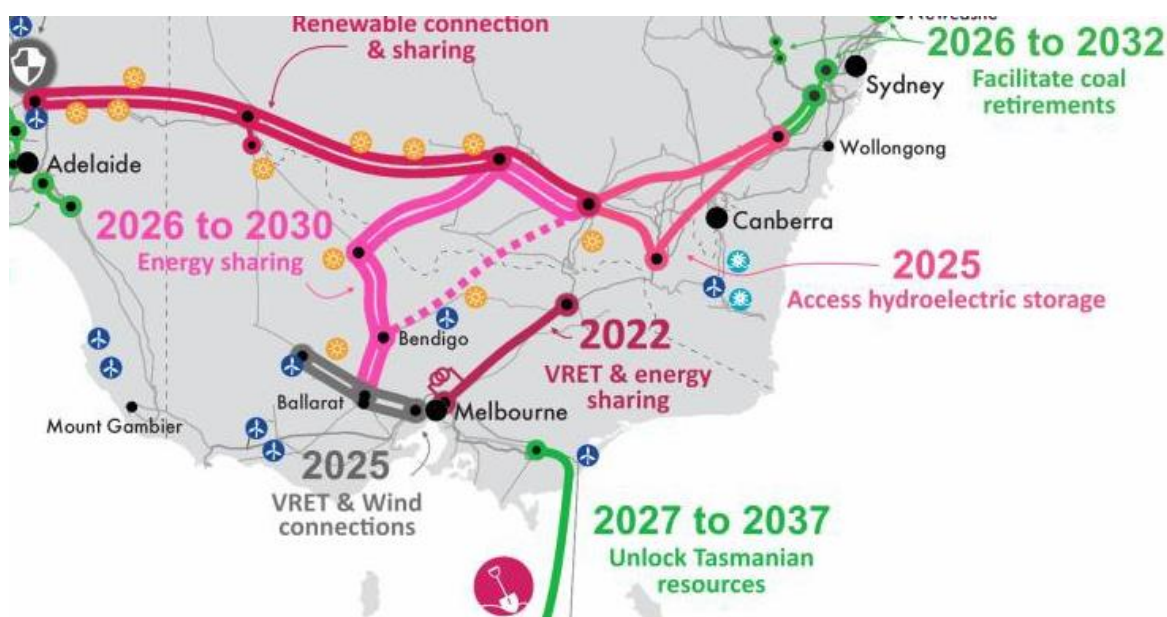 Newcastle
Renewable connection
& sharing
2026 to 2032
Facilitate coal
retirements
Sydney
Wollongong
Adelaide
2026 to 2030
Energy sharing
Canberra
2025
Access hydroelectric storage
Bendigo
2022
VRET & energy
sharing
Ballarat
Melbourne
Mount Gambier
2025
VRET & Wind
connections
2027 to 2037
Unlock Tasmanian
resources